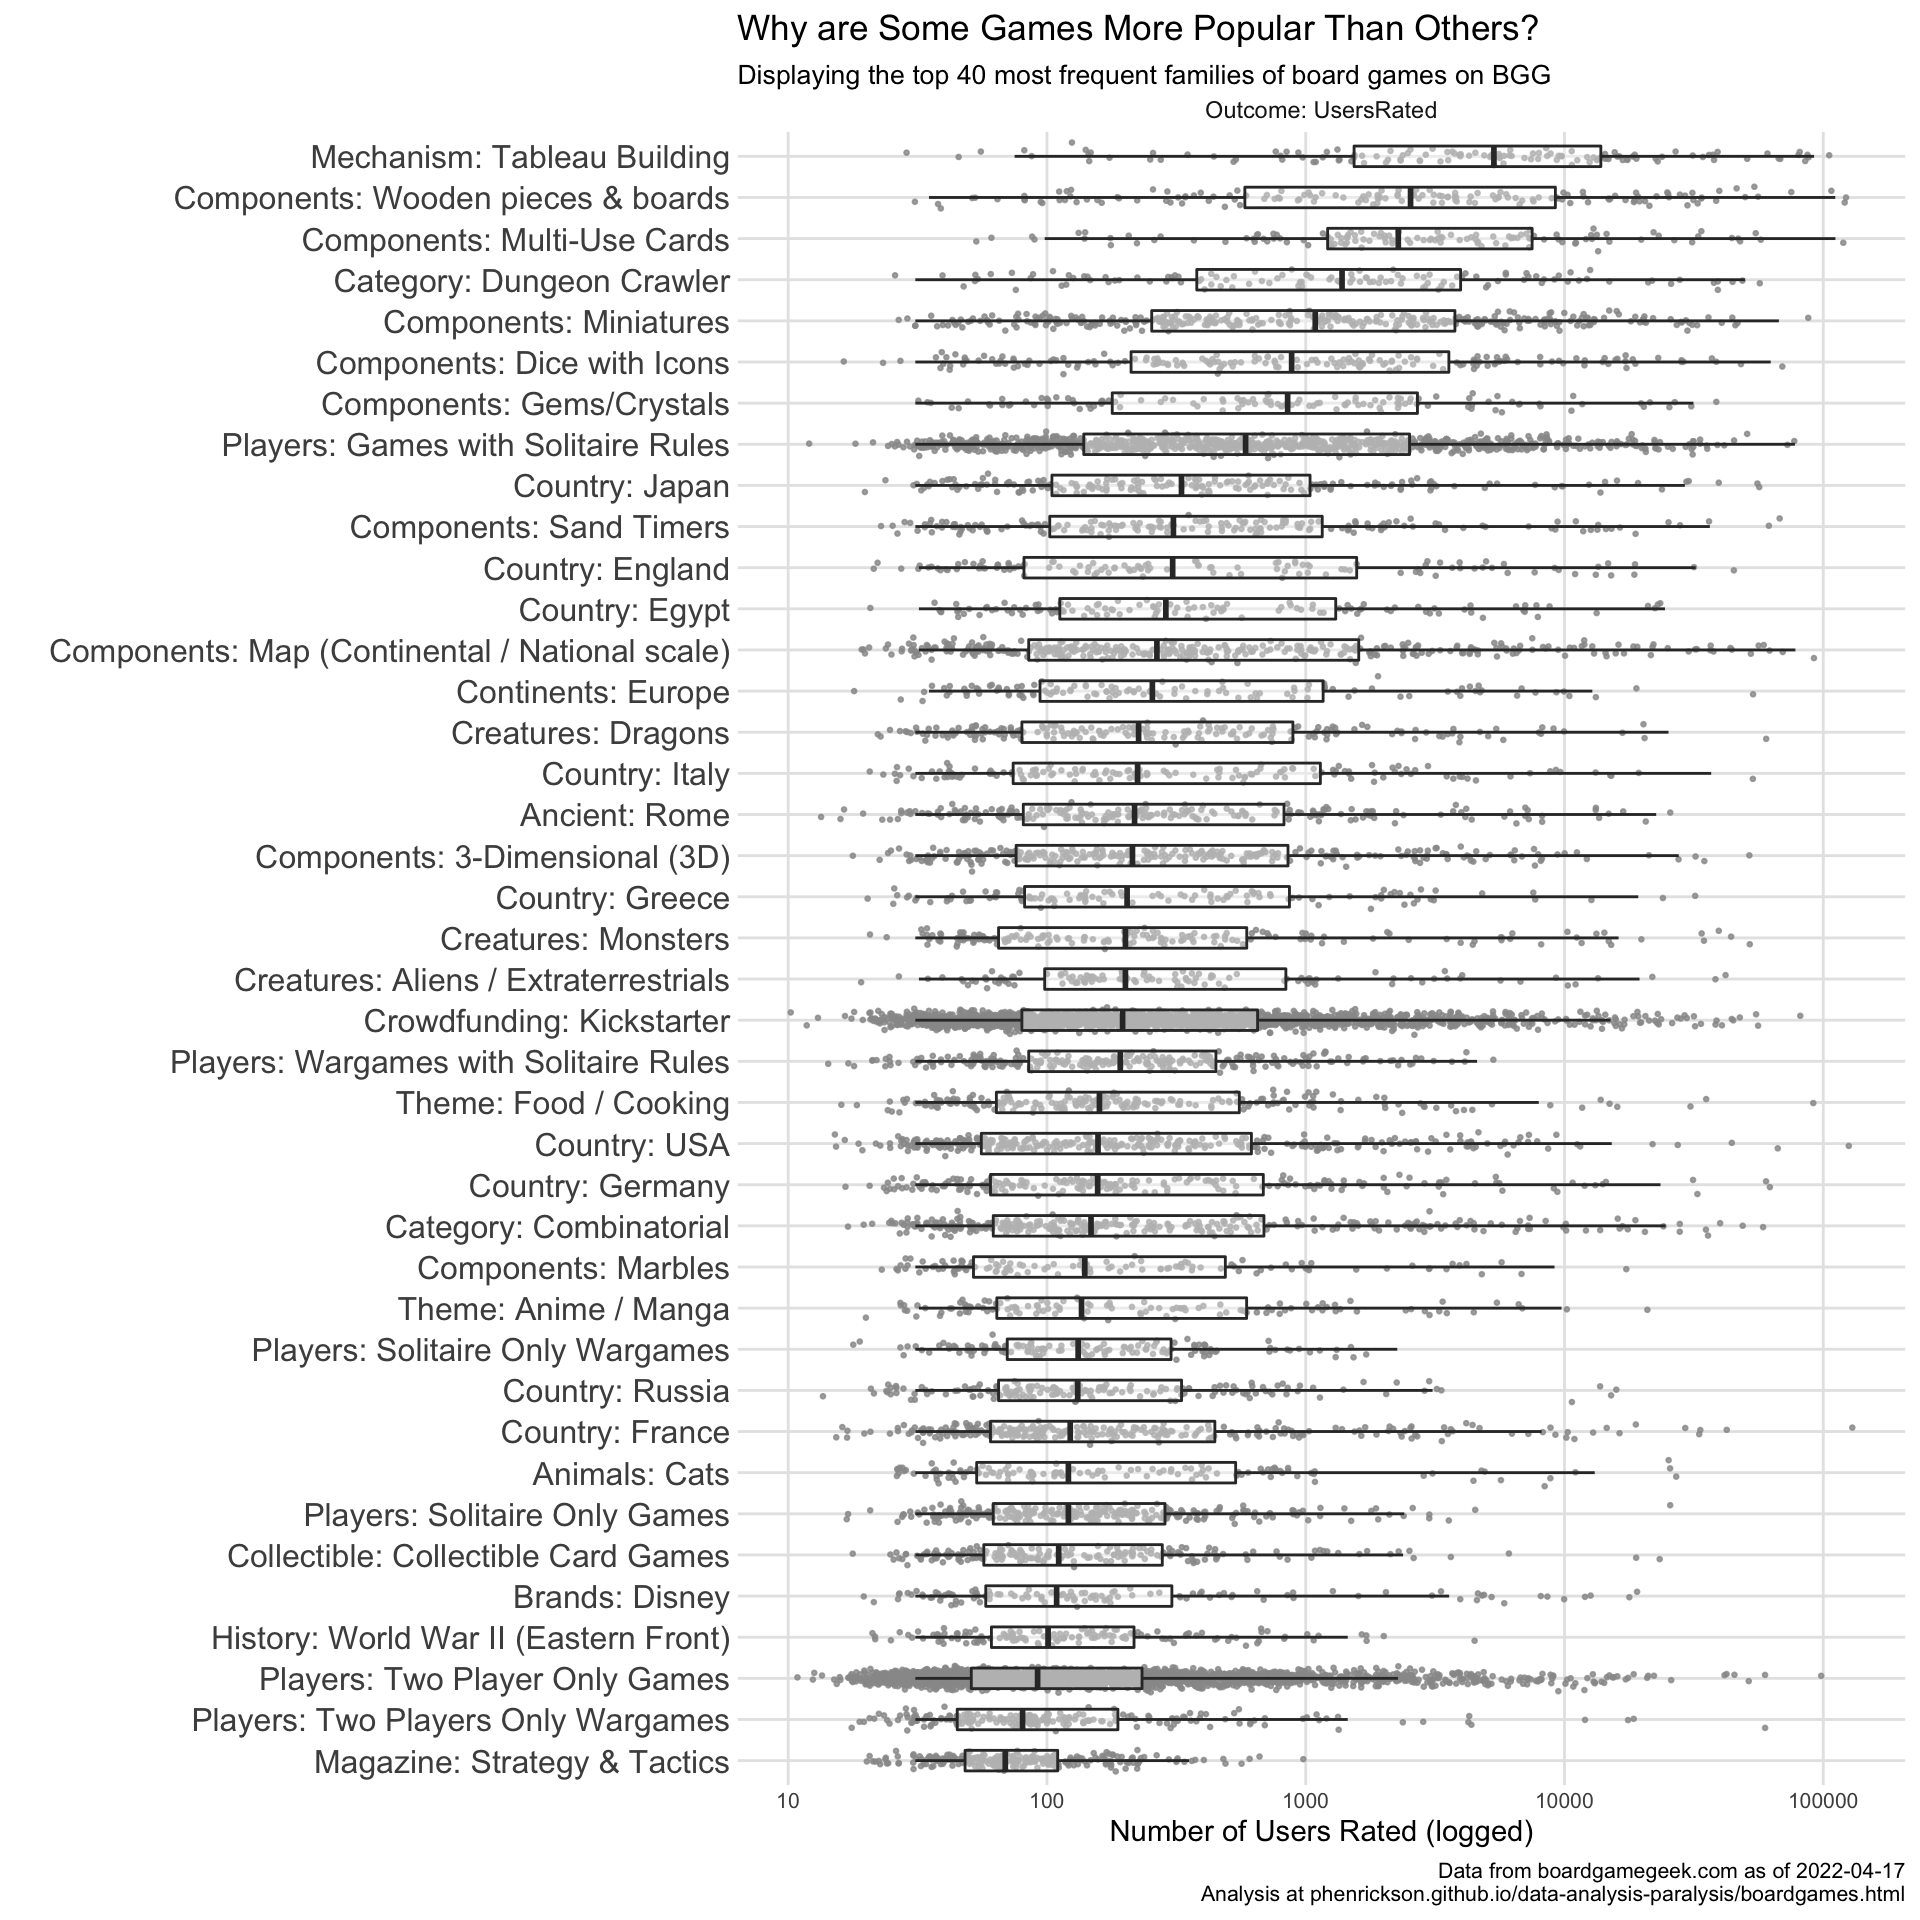 Why are Some Games More Popular Than Others?
Displaying the top 40 most frequent families of board games on BGG
Outcome: UsersRated
Mechanism: Tableau Building
Components: Wooden pieces & boards
Components: Multi-Use Cards
Category: Dungeon Crawler
Components: Miniatures
Components: Dice with Icons
Components: Gems/Crystals
Players: Games with Solitaire Rules
Country: Japan
Components: Sand Timers
Country: England
Country: Egypt
Components: Map (Continental / National scale)
Continents: Europe
Creatures: Dragons
Country: Italy
Ancient: Rome
Components: 3-Dimensional (3D)
Country: Greece
Creatures: Monsters
Creatures: Aliens / Extraterrestrials
Crowdfunding: Kickstarter
Players: Wargames with Solitaire Rules
Theme: Food / Cooking
Country: USA
Country: Germany
Category: Combinatorial
Components: Marbles
Theme: Anime / Manga
Players: Solitaire Only Wargames
Country: Russia
Country: France
Animals: Cats
Players: Solitaire Only Games
Collectible: Collectible Card Games
Brands: Disney
History: World War II (Eastern Front)
Players: Two Player Only Games
Players: Two Players Only Wargames
Magazine: Strategy & Tactics
10 100 1000 10000 100000
Number of Users Rated (logged)
Data from boardgamegeek.com as of 2022-04-17
Analysis at phenrickson.github.io/data-analysis-paralysis/boardgames.html